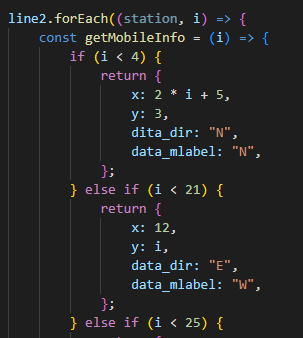 line2.forEach((station, i) => {
const getMobileInfo = (i) => {
if (i < 4) {
return {
x: 2 * i + 5,
y: 3,
dita_dir: "N",
data_mlabel: "N",
};
} else if (i < 21) {
return {
x: 12,
y: i,
data_dir: "E",
data_mlabel: "W",
};
} else if (i < 25) {